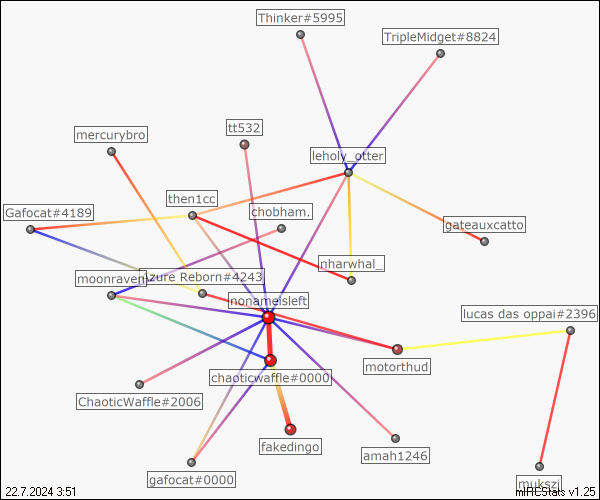 Thinker#5995
TripleMidget#8824
tt532
mercurybro
leholy_otter
then1cc
chobham.
Gafocat#4189
gateauxcatto
nharwhal_
moonraven
Azure Reborn#4243
nonameisleft
lucas das oppai#2396
motorthud
chaoticwaffle#0000
ChaoticWaffle#2006
fakedingo
amah1246
gafocat#0000
mukszi
22.7.2024 3:51
mIRCStats v1.25